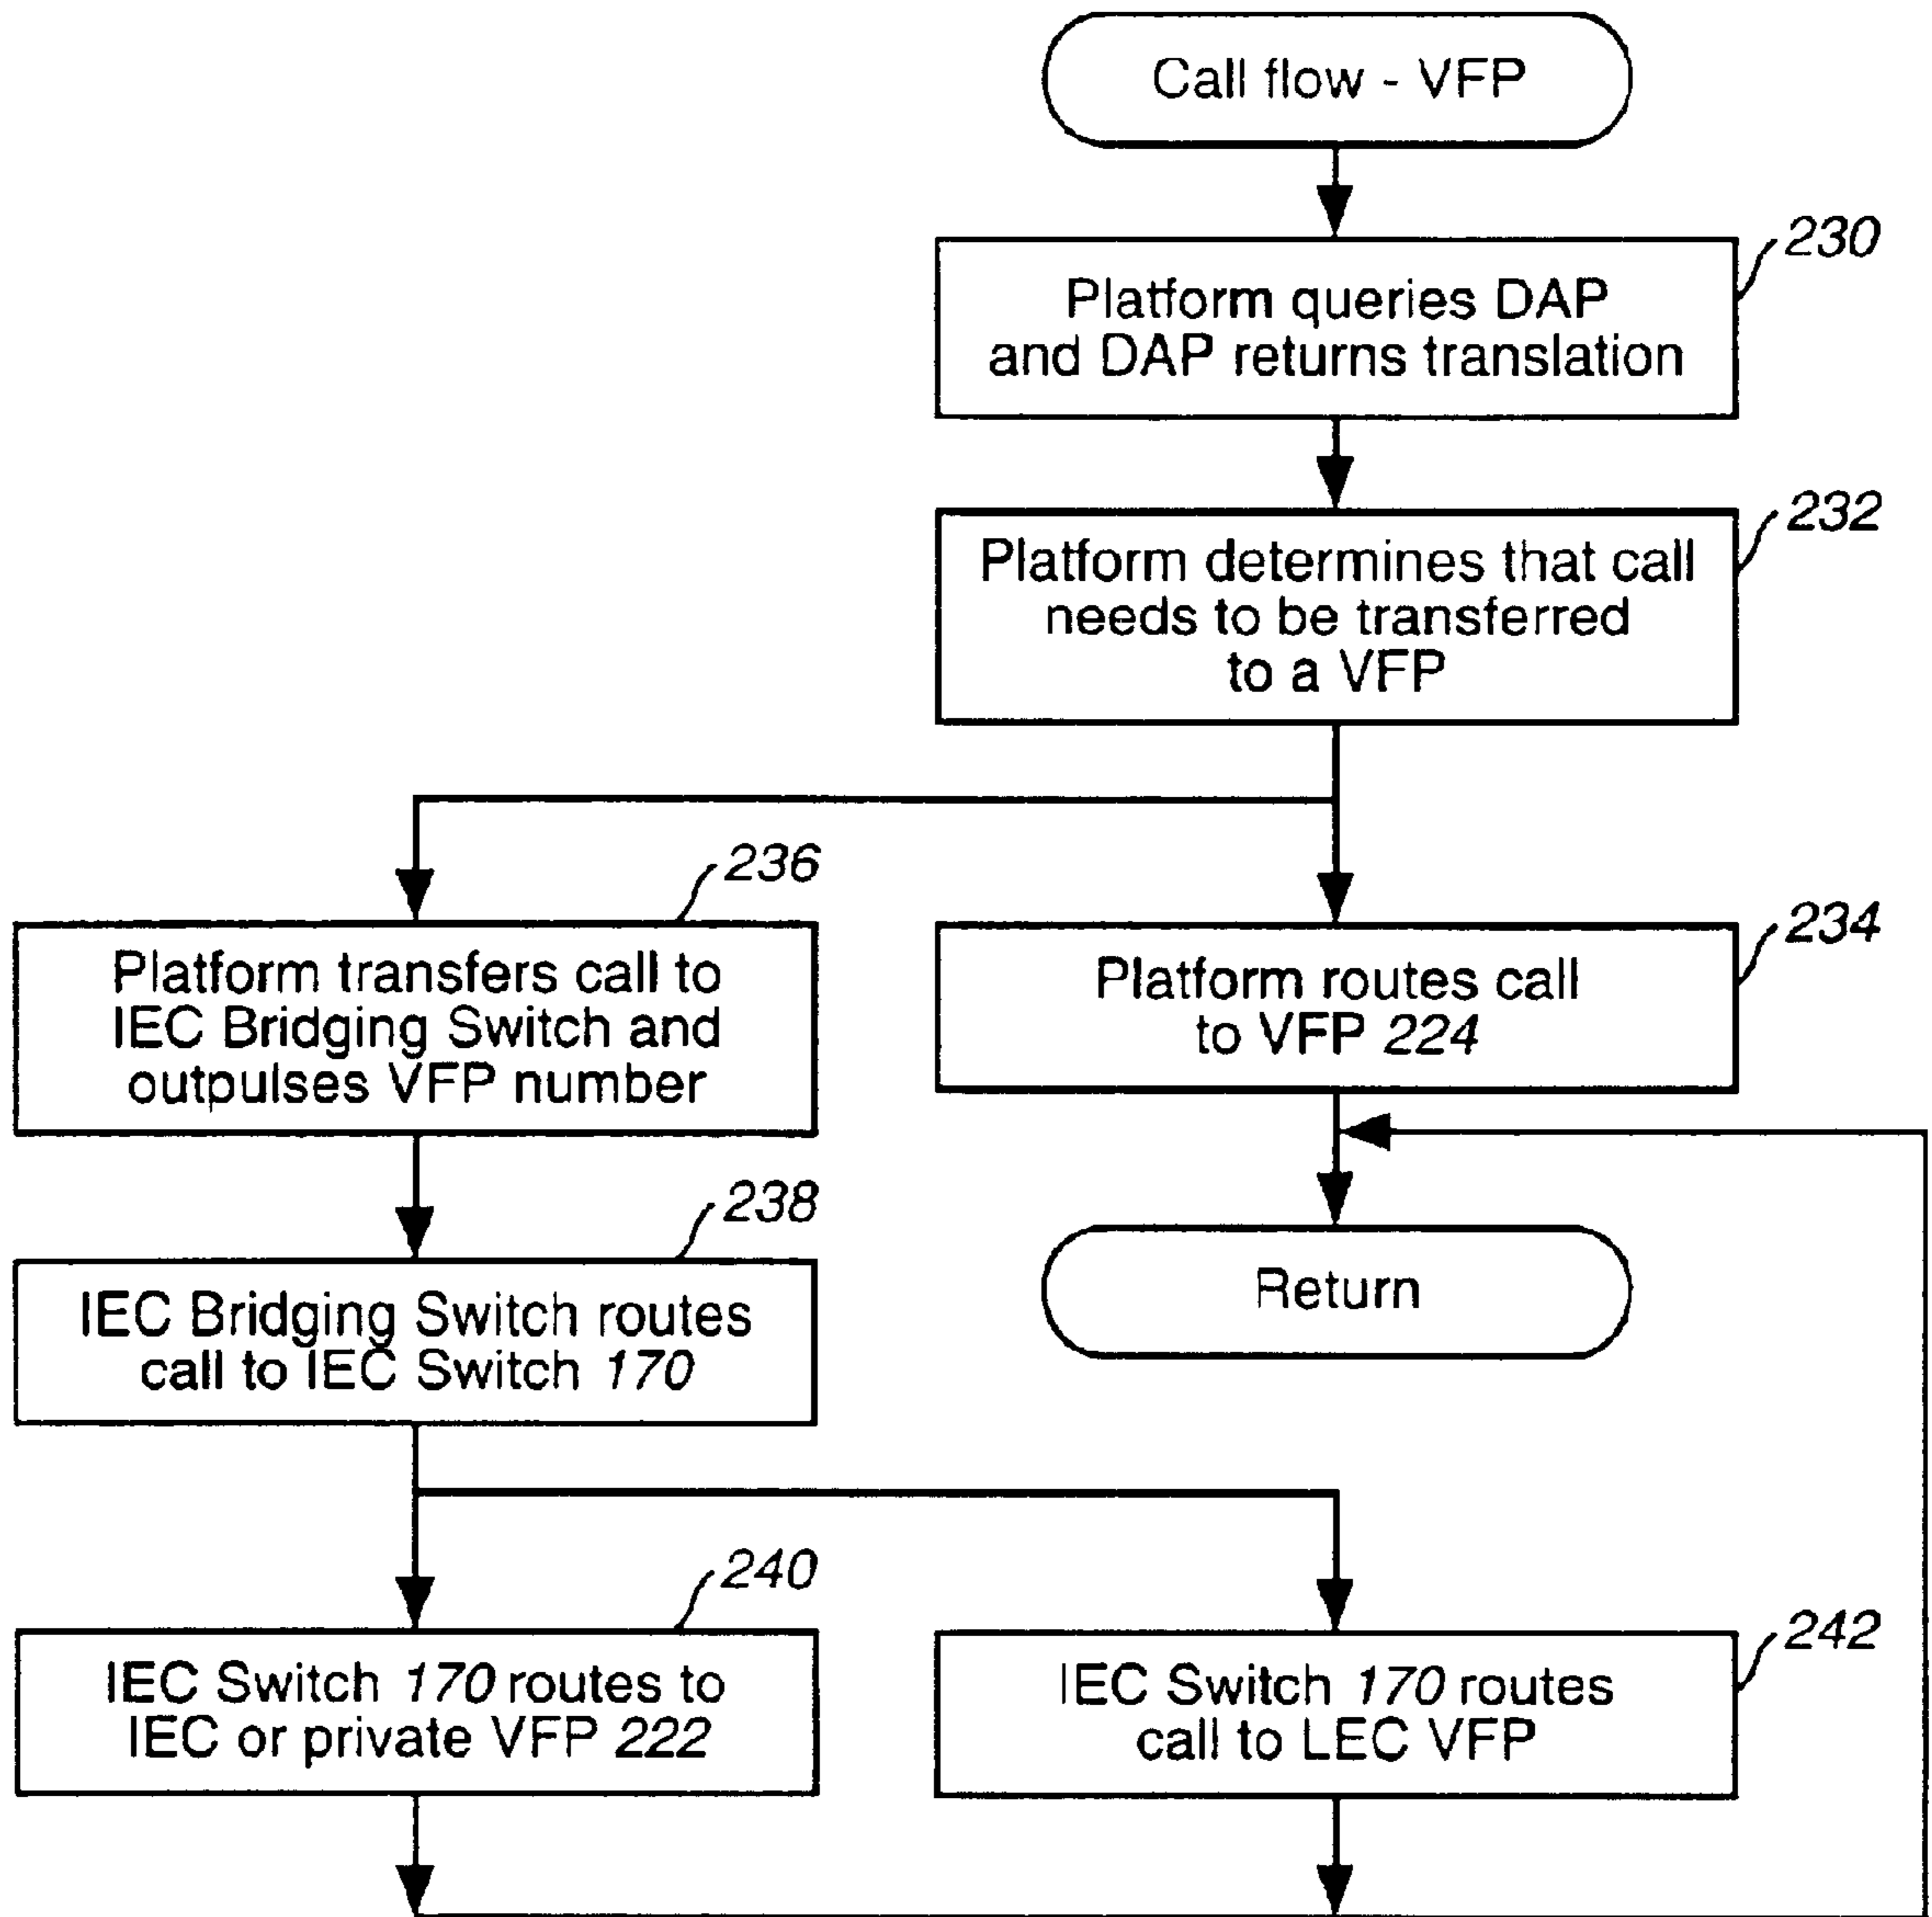 Call flow - VFP
230
Platform queries DAP
and DAP returns translation
232
Platform determines that call
needs to be transferred
to a VFP
236
Platform transfers call to
IEC Bridging Switch and
outpulses VFP number
234
Platform routes call
to VFP 224
238
IEC Bridging Switch routes
call to IEC Switch 170
Return
240
IEC Switch 170 routes to
IEC or private VFP 222
242
IEC Switch 170 routes
call to LEC VFP